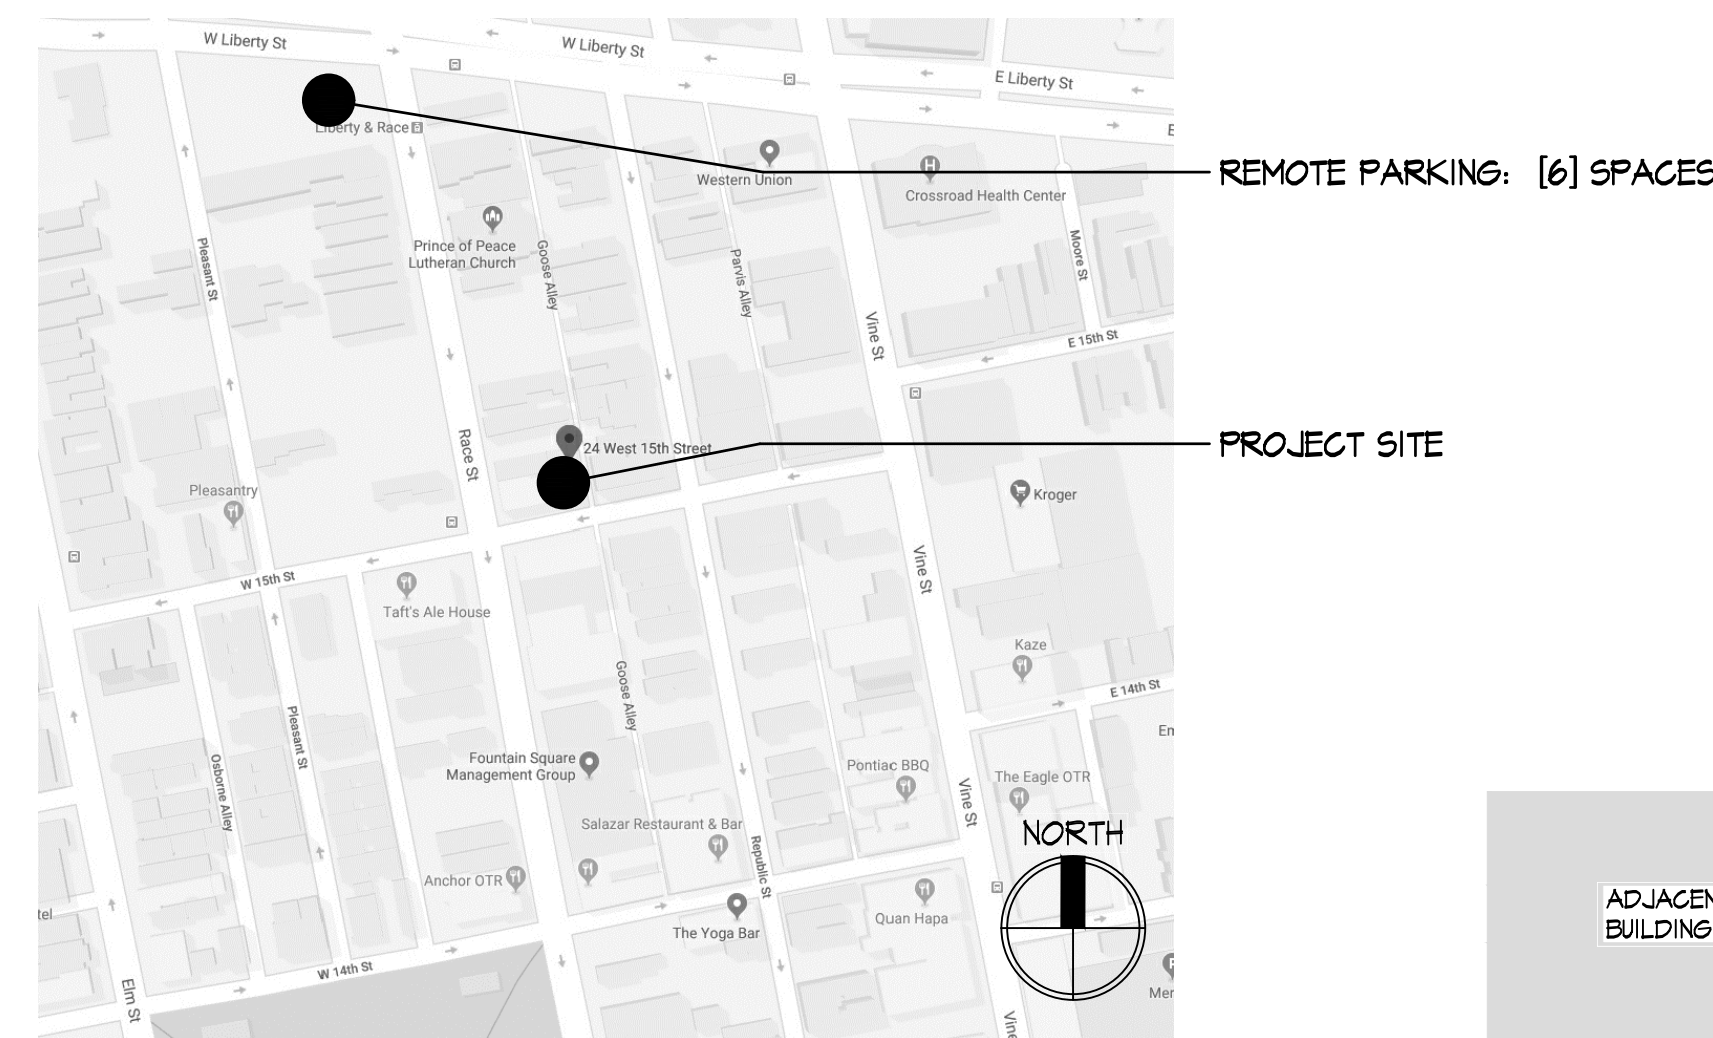 W Liberty St
W Liberty St
E Liberty St
Liberty & Race
Western Union
Crossroad Health Center
REMOTE PARKING: [6] SPACES
Prince of Peace
Lutheran Church
Pleasant St
Goose Alley
Parvis Alley
Moore St
Vine St
E 15th St
Race St
24 West 15th Street
PROJECT SITE
Pleasantry
Kroger
W 15th St
Vine St
Taft's Ale House
Kaze
Goose Alley
E 14th St
Pleasant St
Osborne Alley
Fountain Square
Management Group
Pontiac BBQ
The Eagle OTR
Vine St
Salazar Restaurant & Bar
NORTH
Republic St
Anchor OTR
Quan Hapa
The Yoga Bar
W 14th St
Elm St
Vine
BUILDING